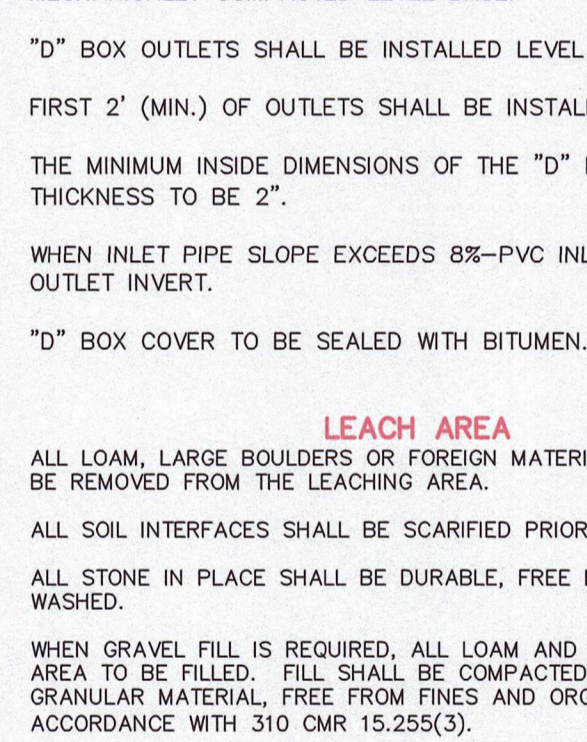 "D" BOX OUTLETS SHALL BE INSTALLED LEVEL
FIRST 2' (MIN.) OF OUTLETS SHALL BE
THE MINIMUM INSIDE DIMENSIONS OF THE "D"
THICKNESS TO BE 2".
WHEN INLET PIPE SLOPE EXCEEDS 8%–PVC
OUTLET INVERT.
"D" BOX COVER TO BE SEALED WITH BITUMEN.
LEACH AREA
ALL LOAM, LARGE BOULDERS OR FOREIGN
BE REMOVED FROM THE LEACHING AREA.
ALL SOIL INTERFACES SHALL BE SCARIFIED PRIOR
ALL STONE IN PLACE SHALL BE DURABLE, FREE
WASHED.
WHEN GRAVEL FILL IS REQUIRED, ALL LOAM AND
AREA TO BE FILLED. FILL SHALL BE COMPACTED
GRANULAR MATERIAL, FREE FROM FINES AND
ACCORDANCE WITH 310 CMR 15.255(3).